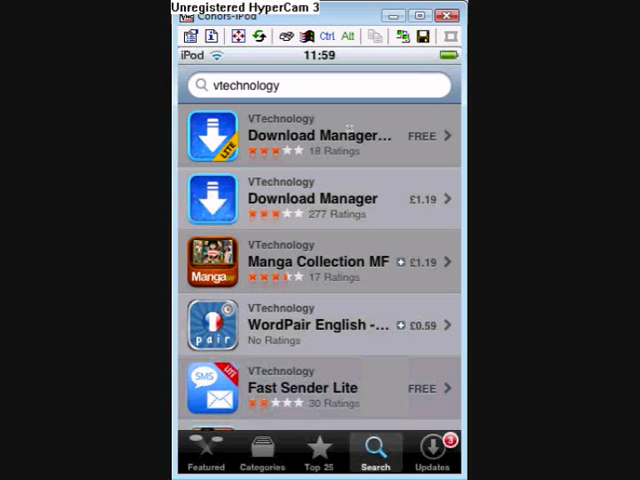 Unregistered HyperCam 3
Conors-iPod
Ctrl Alt
iPod 11:59
vtechnology
VTechnology
Download Manager... FREE
18 Ratings
LITE
VTechnology
Download Manager £1.19
277 Ratings
VTechnology
Manga Collection MF £1.19
17 Ratings
Manga
VTechnology
WordPair English -... £0.59
No Ratings
pair
VTechnology
Fast Sender Lite FREE
30 Ratings
SMS LITE
3
Featured Categories Top 25 Search Updates